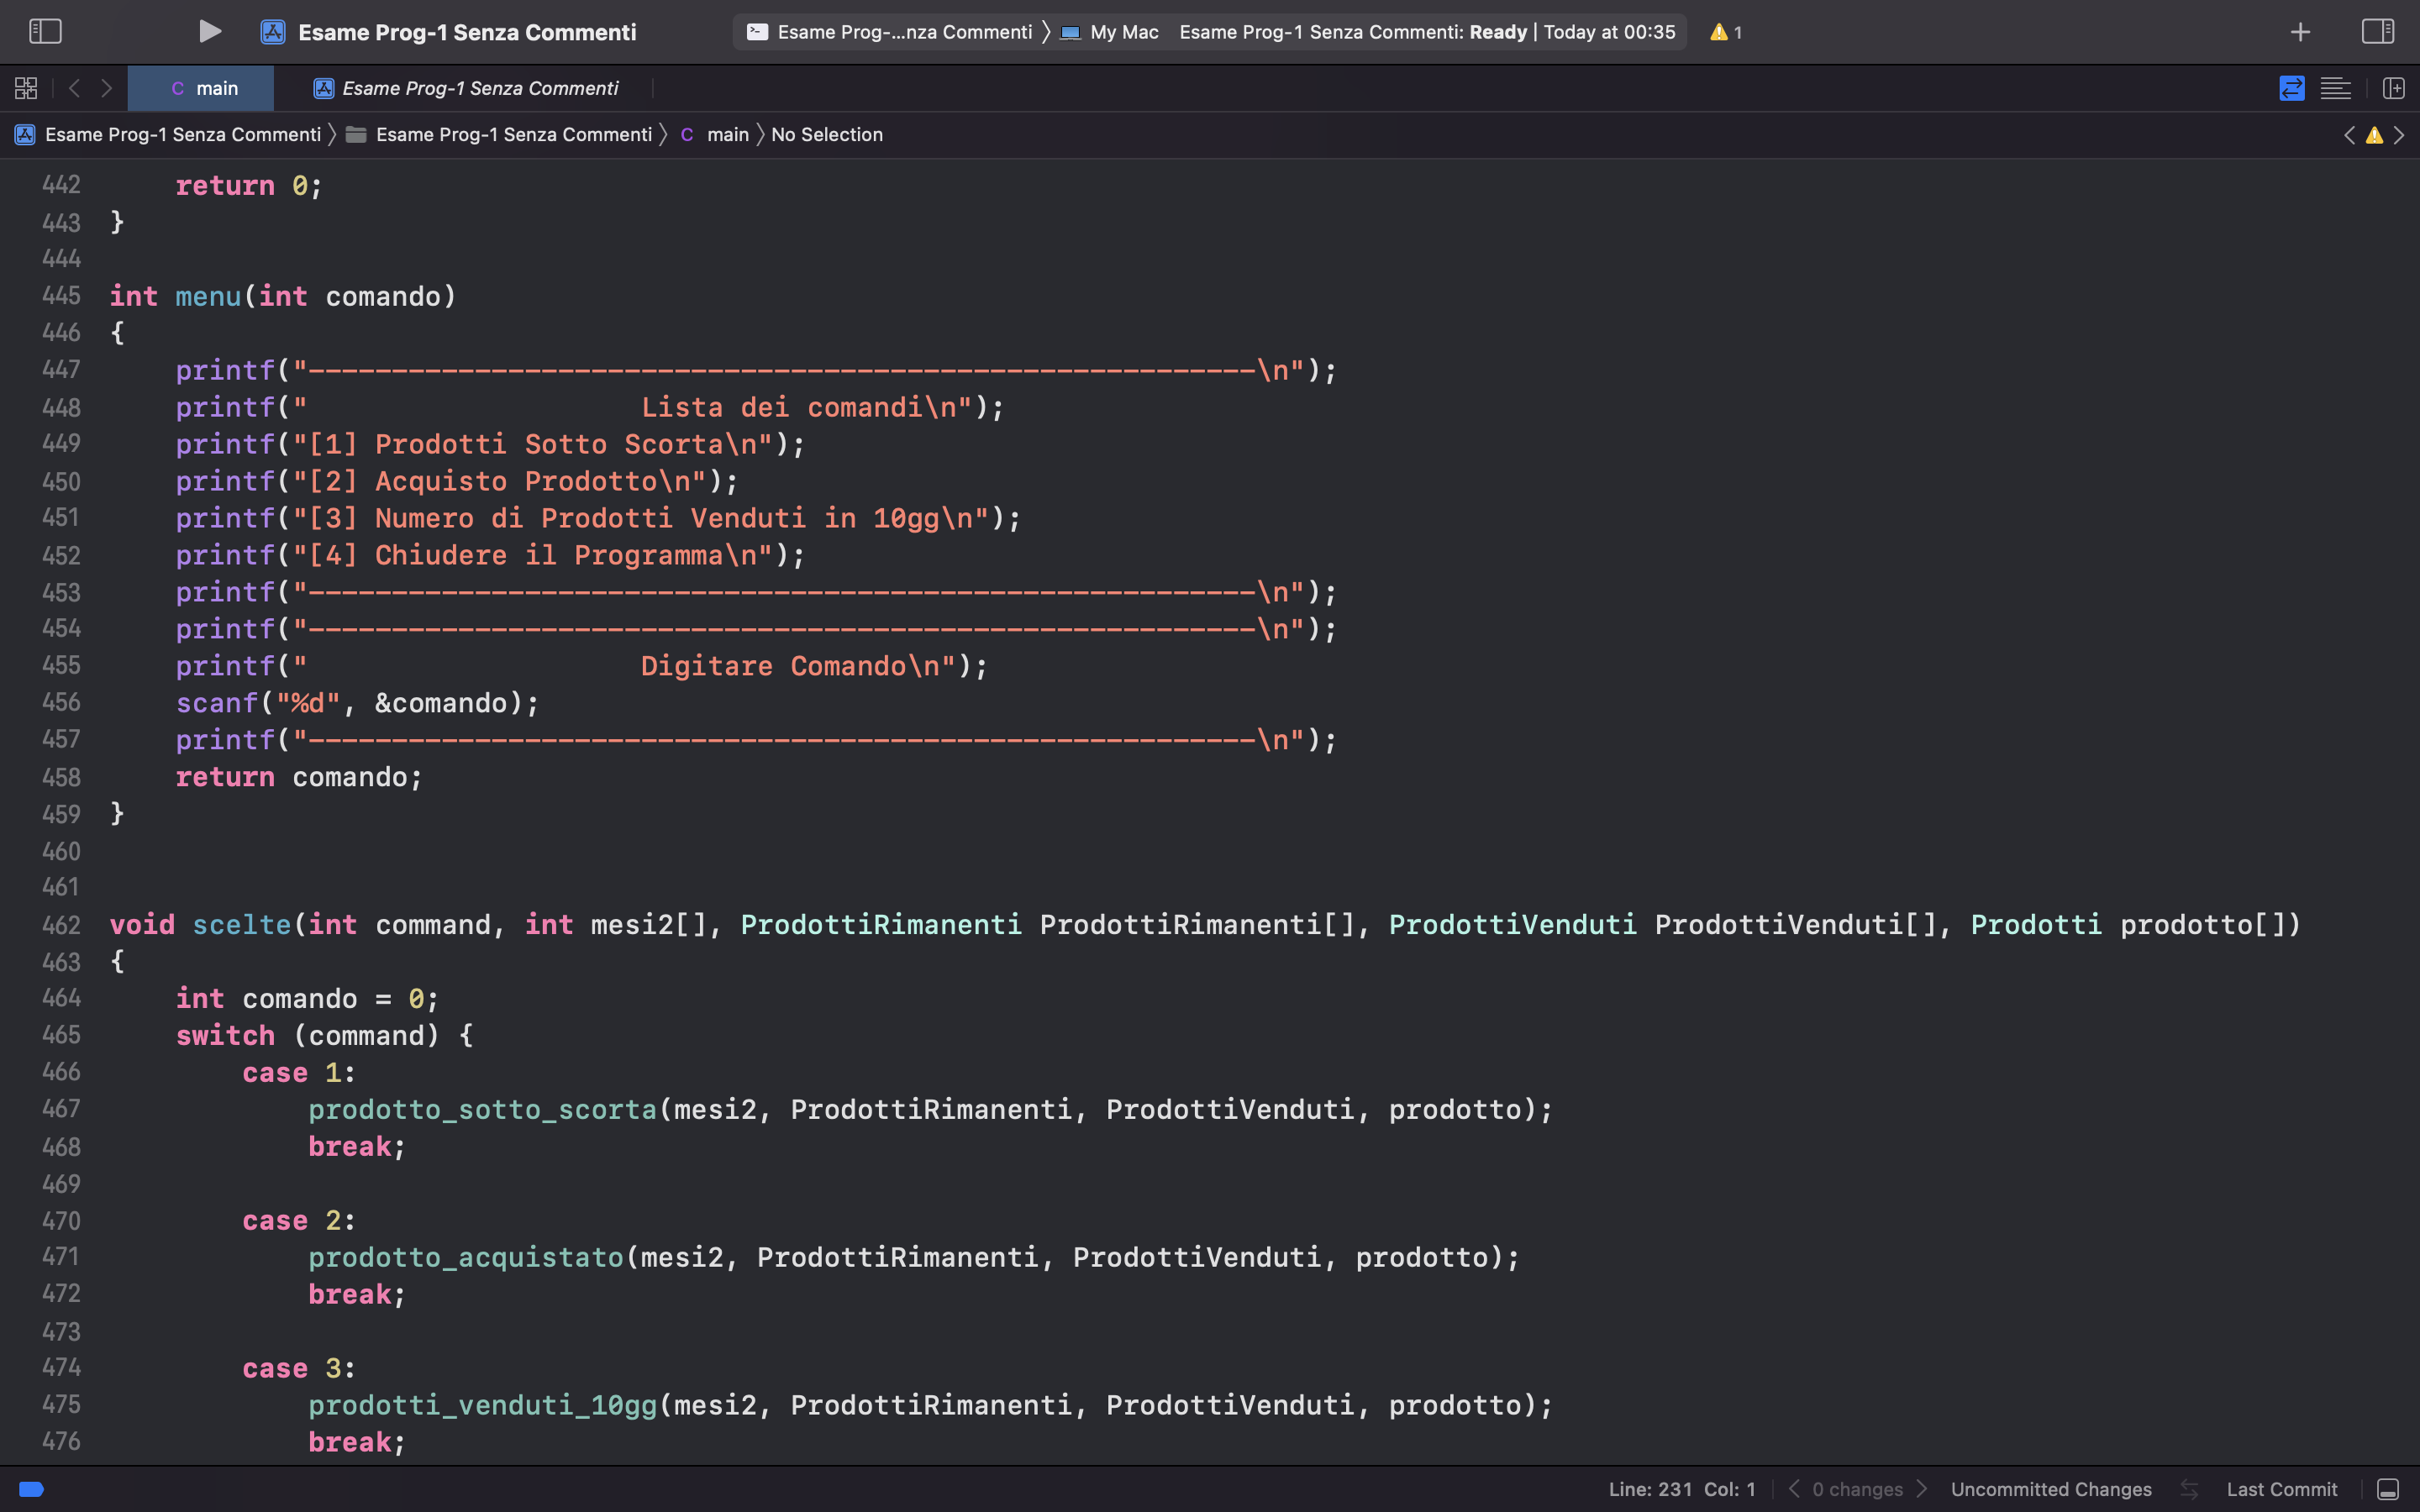 Esame Prog-1 Senza Commenti
Esame Prog-...nza Commenti 〉 My Mac Esame Prog-1 Senza Commenti: Ready | Today at 00:35 1
C main Esame Prog-1 Senza Commenti
Esame Prog-1 Senza Commenti 〉 Esame Prog-1 Senza Commenti 〉 C main 〉 No Selection
442     return 0;
443 }
444
445 int menu(int comando)
446 {
447     printf("---------------------------------------------------------\n");
448     printf("                    Lista dei comandi\n");
449     printf("[1] Prodotti Sotto Scorta\n");
450     printf("[2] Acquisto Prodotto\n");
451     printf("[3] Numero di Prodotti Venduti in 10gg\n");
452     printf("[4] Chiudere il Programma\n");
453     printf("---------------------------------------------------------\n");
454     printf("---------------------------------------------------------\n");
455     printf("                    Digitare Comando\n");
456     scanf("%d", &comando);
457     printf("---------------------------------------------------------\n");
458     return comando;
459 }
460
461
462 void scelte(int command, int mesi2[], ProdottiRimanenti ProdottiRimanenti[], ProdottiVenduti ProdottiVenduti[], Prodotti prodotto[])
463 {
464     int comando = 0;
465     switch (command) {
466         case 1:
467             prodotto_sotto_scorta(mesi2, ProdottiRimanenti, ProdottiVenduti, prodotto);
468             break;
469
470         case 2:
471             prodotto_acquistato(mesi2, ProdottiRimanenti, ProdottiVenduti, prodotto);
472             break;
473
474         case 3:
475             prodotti_venduti_10gg(mesi2, ProdottiRimanenti, ProdottiVenduti, prodotto);
476             break;
Line: 231 Col: 1 0 changes Uncommitted Changes Last Commit